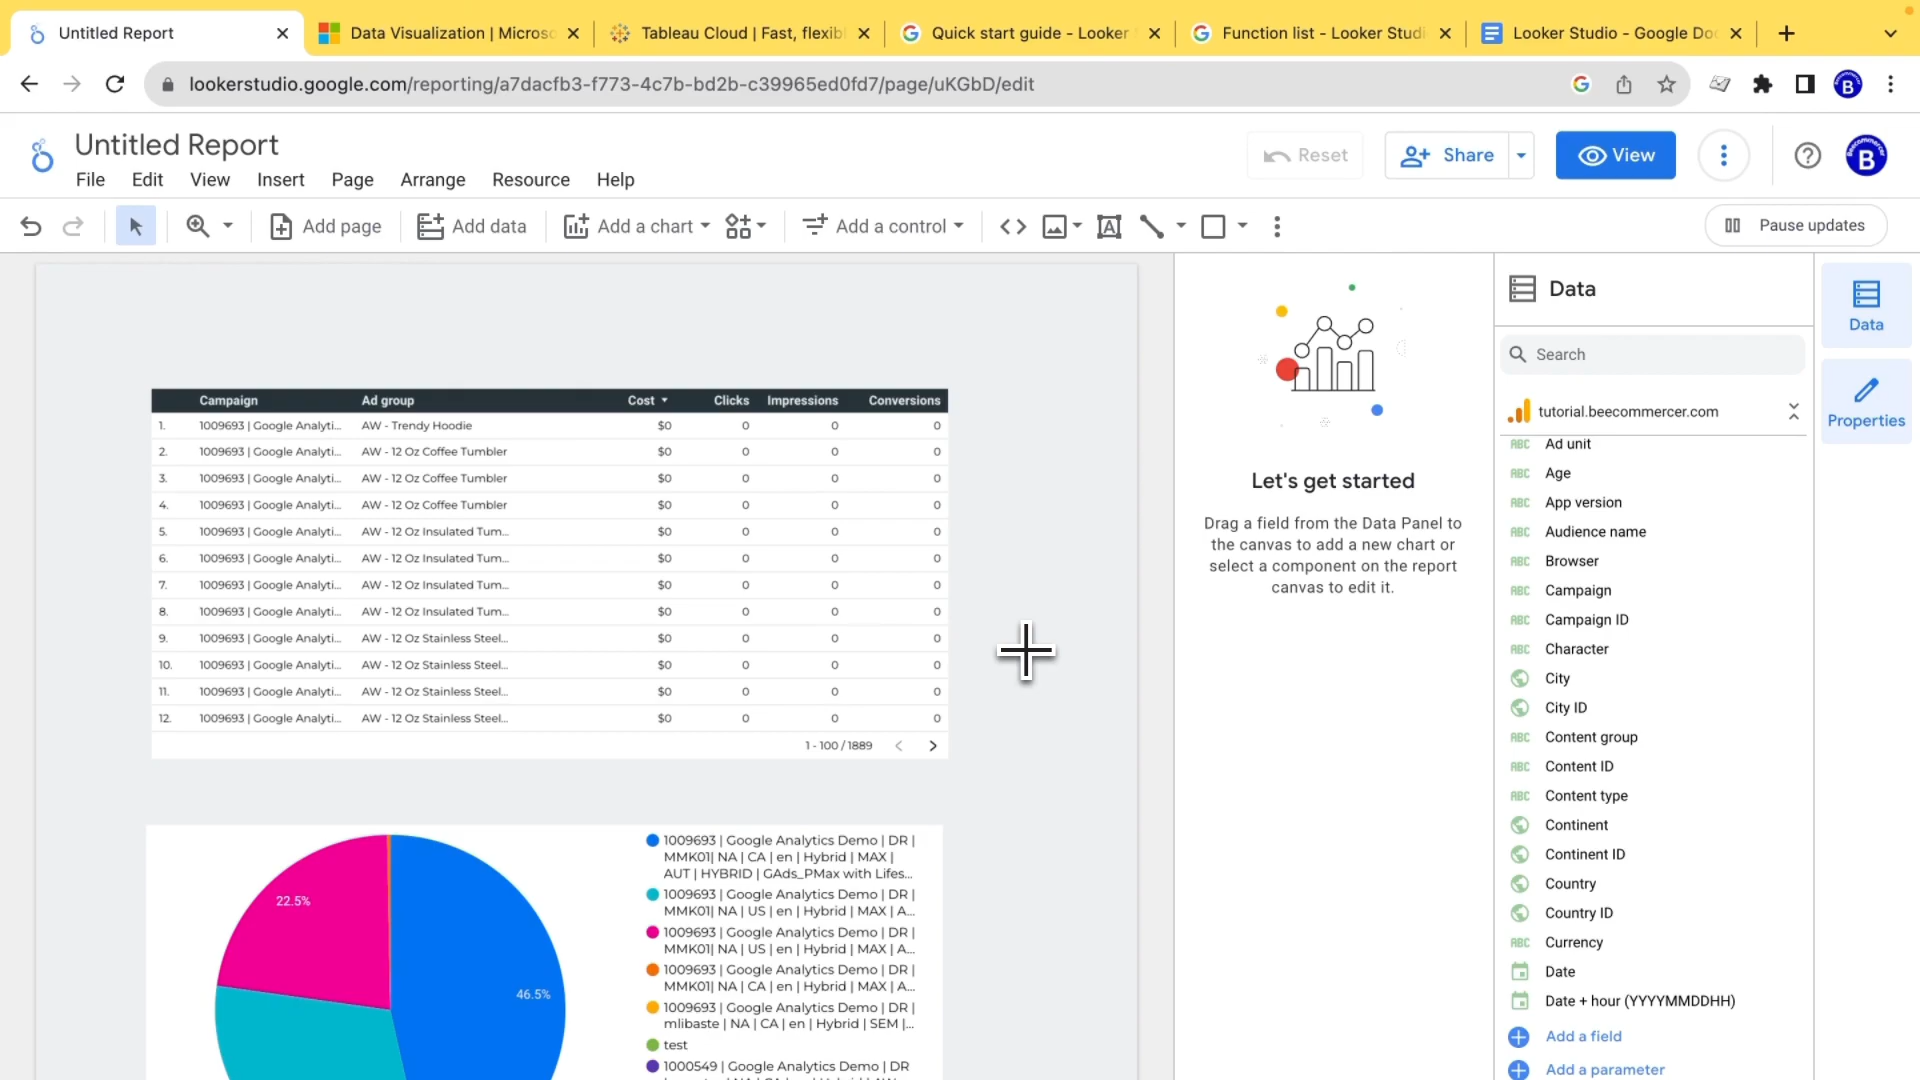 Untitled Report
Data Visualization | Micros
Tableau Cloud | Fast, flexib
Quick start guide - Looker
Function list - Looker Studi
Looker Studio - Google Do
lookerstudio.google.com/reporting/a7dacfb3-f773-4c7b-bd2b-c39965ed0fd7/page/uKGbD/edit
Untitled Report
Reset
Share
View
File Edit View Insert Page Arrange Resource Help
Add page
Add data
Add a chart
Add a control
Pause updates
Campaign Ad group Cost Clicks Impressions Conversions
1. 1009693 | Google Analyti... AW - Trendy Hoodie $0 0 0 0
2. 1009693 | Google Analyti... AW - 12 Oz Coffee Tumbler $0 0 0 0
3. 1009693 | Google Analyti... AW - 12 Oz Coffee Tumbler $0 0 0 0
4. 1009693 | Google Analyti... AW - 12 Oz Coffee Tumbler $0 0 0 0
5. 1009693 | Google Analyti... AW - 12 Oz Insulated Tum... $0 0 0 0
6. 1009693 | Google Analyti... AW - 12 Oz Insulated Tum... $0 0 0 0
7. 1009693 | Google Analyti... AW - 12 Oz Insulated Tum... $0 0 0 0
8. 1009693 | Google Analyti... AW - 12 Oz Insulated Tum... $0 0 0 0
9. 1009693 | Google Analyti... AW - 12 Oz Stainless Steel... $0 0 0 0
10. 1009693 | Google Analyti... AW - 12 Oz Stainless Steel... $0 0 0 0
11. 1009693 | Google Analyti... AW - 12 Oz Stainless Steel... $0 0 0 0
12. 1009693 | Google Analyti... AW - 12 Oz Stainless Steel... $0 0 0 0
1 - 100 / 1889
22.5%
46.5%
1009693 | Google Analytics Demo | DR |
MMK01| NA | CA | en | Hybrid | MAX |
AUT | HYBRID | GAds_PMax with Lifes...
1009693 | Google Analytics Demo | DR |
MMK01| NA | US | en | Hybrid | MAX | A...
1009693 | Google Analytics Demo | DR |
MMK01| NA | US | en | Hybrid | MAX | A...
1009693 | Google Analytics Demo | DR |
MMK01| NA | CA | en | Hybrid | MAX | A...
1009693 | Google Analytics Demo | DR |
mlibaste | NA | CA | en | Hybrid | SEM |...
test
1000549 | Google Analytics Demo | DR
Let's get started
Drag a field from the Data Panel to
the canvas to add a new chart or
select a component on the report
canvas to edit it.
Data
Search
tutorial.beecommercer.com
ABC Ad unit
ABC Age
ABC App version
ABC Audience name
ABC Browser
ABC Campaign
ABC Campaign ID
ABC Character
City
City ID
ABC Content group
ABC Content ID
ABC Content type
Continent
Continent ID
Country
Country ID
ABC Currency
Date
Date + hour (YYYYMMDDHH)
Add a field
Add a parameter
Data
Properties